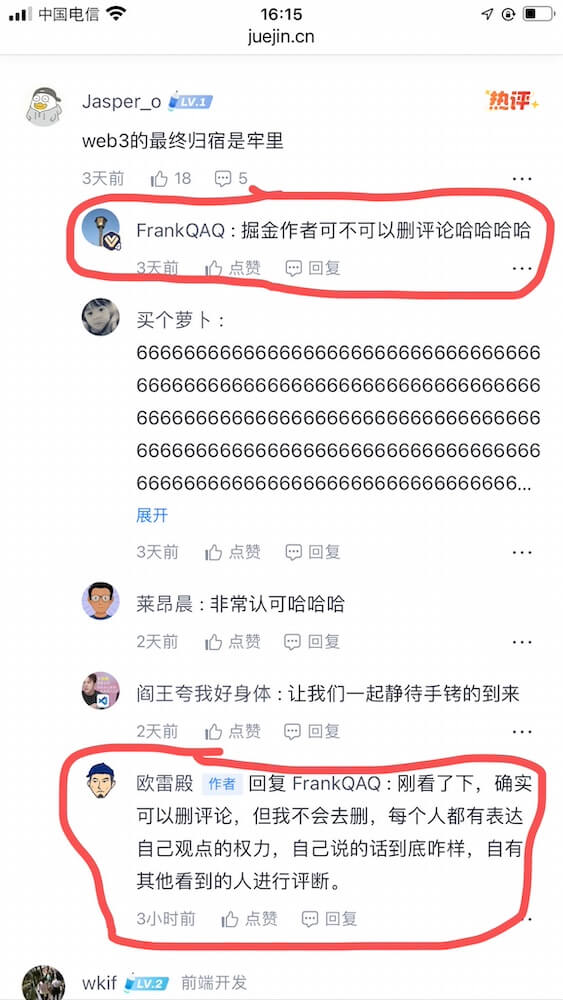 中国电信
16:15
juejin.cn
Jasper_o LV.1
热评
web3的最终归宿是牢里
3天前 18 5
FrankQAQ : 掘金作者可不可以删评论哈哈哈哈
3天前 点赞 回复
买个萝卜 :
6666666666666666666666666666666666
6666666666666666666666666666666666
6666666666666666666666666666666666
6666666666666666666666666666666666
66666666666666666666666666666666...
展开
3天前 点赞 回复
莱昂晨 : 非常认可哈哈哈
2天前 点赞 回复
阎王夸我好身体 : 让我们一起静待手铐的到来
2天前 点赞 回复
欧雷殿 作者 回复 FrankQAQ : 刚看了下，确实
可以删评论，但我不会去删，每个人都有表达
自己观点的权力，自己说的话到底咋样，自有
其他看到的人进行评断。
3小时前 点赞 回复
wkif LV.2 前端开发